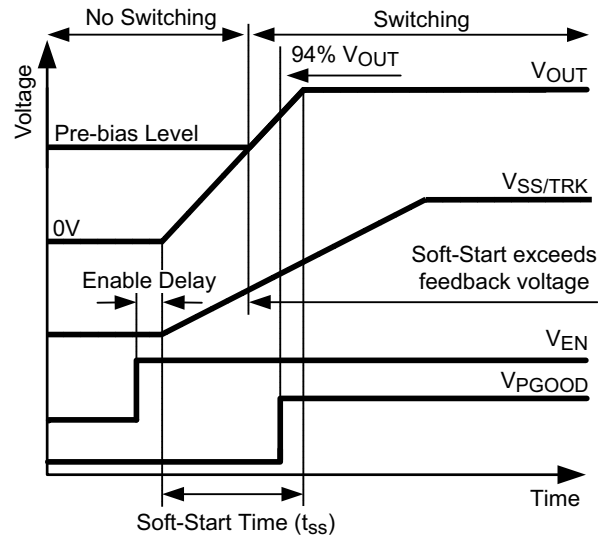 No Switching
Switching
94% VOUT
VOUT
Voltage
Pre-bias Level
VSS/TRK
0V
Soft-Start exceeds
feedback voltage
Enable Delay
VEN
VPGOOD
Time
Soft-Start Time (tss)